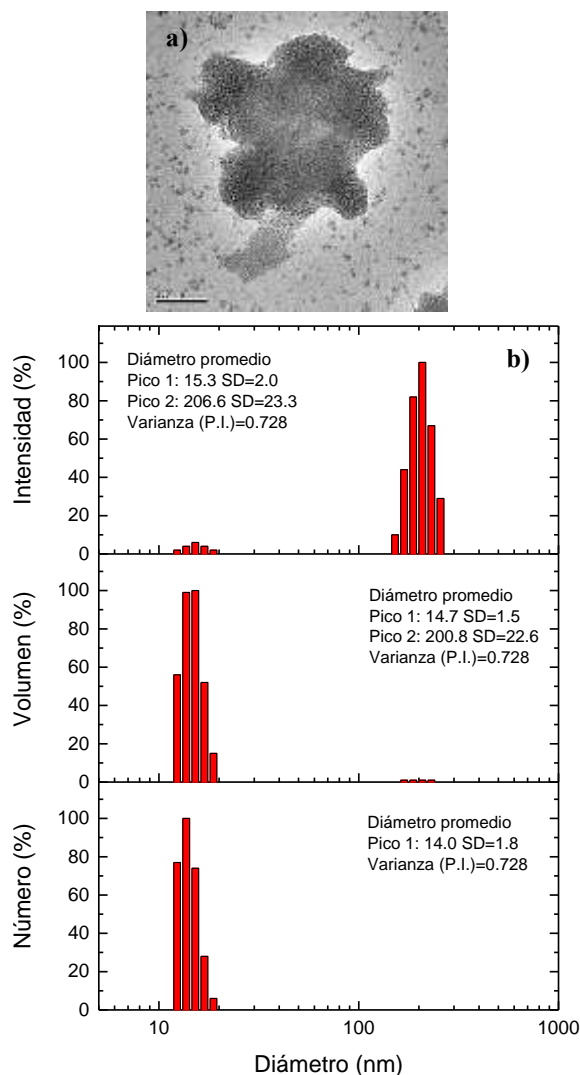 a)
b)
Intensidad (%)
100
80
60
40
20
0
Diámetro promedio
Pico 1: 15.3 SD=2.0
Pico 2: 206.6 SD=23.3
Varianza (P.I.)=0.728
Volumen (%)
100
80
60
40
20
0
Diámetro promedio
Pico 1: 14.7 SD=1.5
Pico 2: 200.8 SD=22.6
Varianza (P.I.)=0.728
Número (%)
100
80
60
40
20
0
Diámetro promedio
Pico 1: 14.0 SD=1.8
Varianza (P.I.)=0.728
10 100 1000
Diámetro (nm)